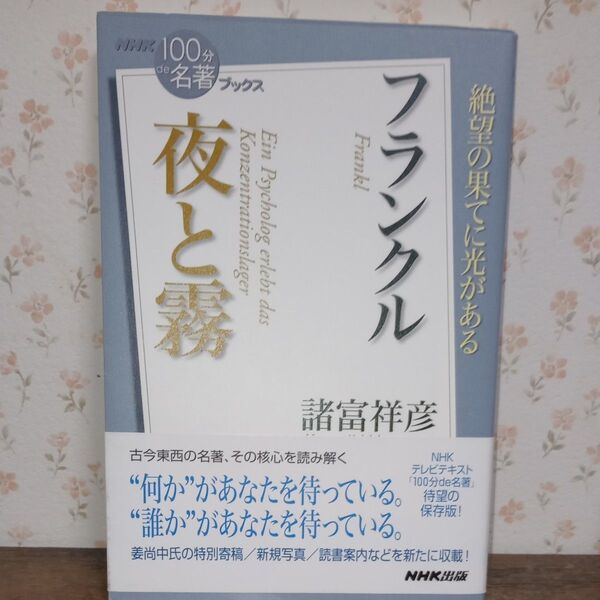 NHK
100分
de名著
ブックス
絶望の果てに光がある
フランクル
Frankl
夜と霧
Ein Psycholog erlebt das
Konzentrationslager
諸富祥彦
古今東西の名著、その核心を読み解く
“何か”があなたを待っている。
“誰か”があなたを待っている。
姜尚中氏の特別寄稿/新規写真/読書案内などを新たに収載!
NHK
テレビテキスト
「100分de名著」
待望の
保存版!
NHK出版